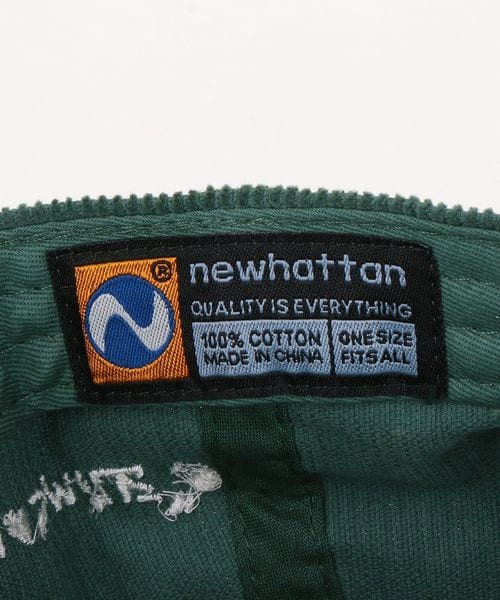 ®
newhattan
QUALITY IS EVERYTHING
100% COTTON
MADE IN CHINA
ONE SIZE
FITS ALL